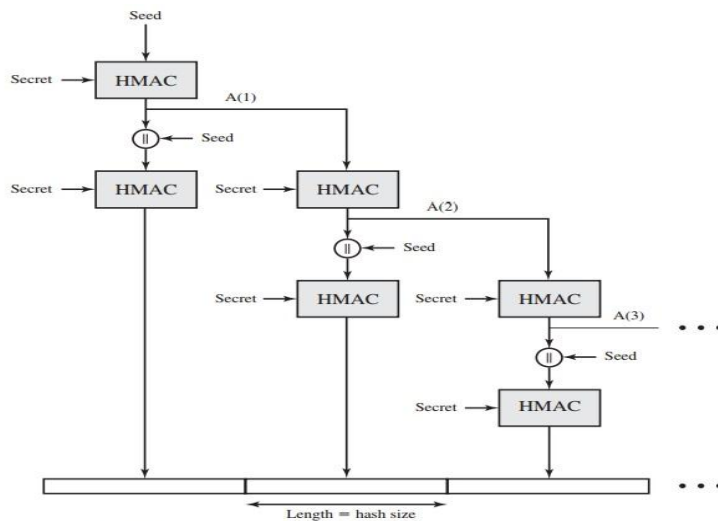 Seed
Secret HMAC
A(1)
|| Seed
Secret HMAC Secret HMAC
A(2)
|| Seed
Secret HMAC Secret HMAC
A(3)
|| Seed
Secret HMAC
Length = hash size